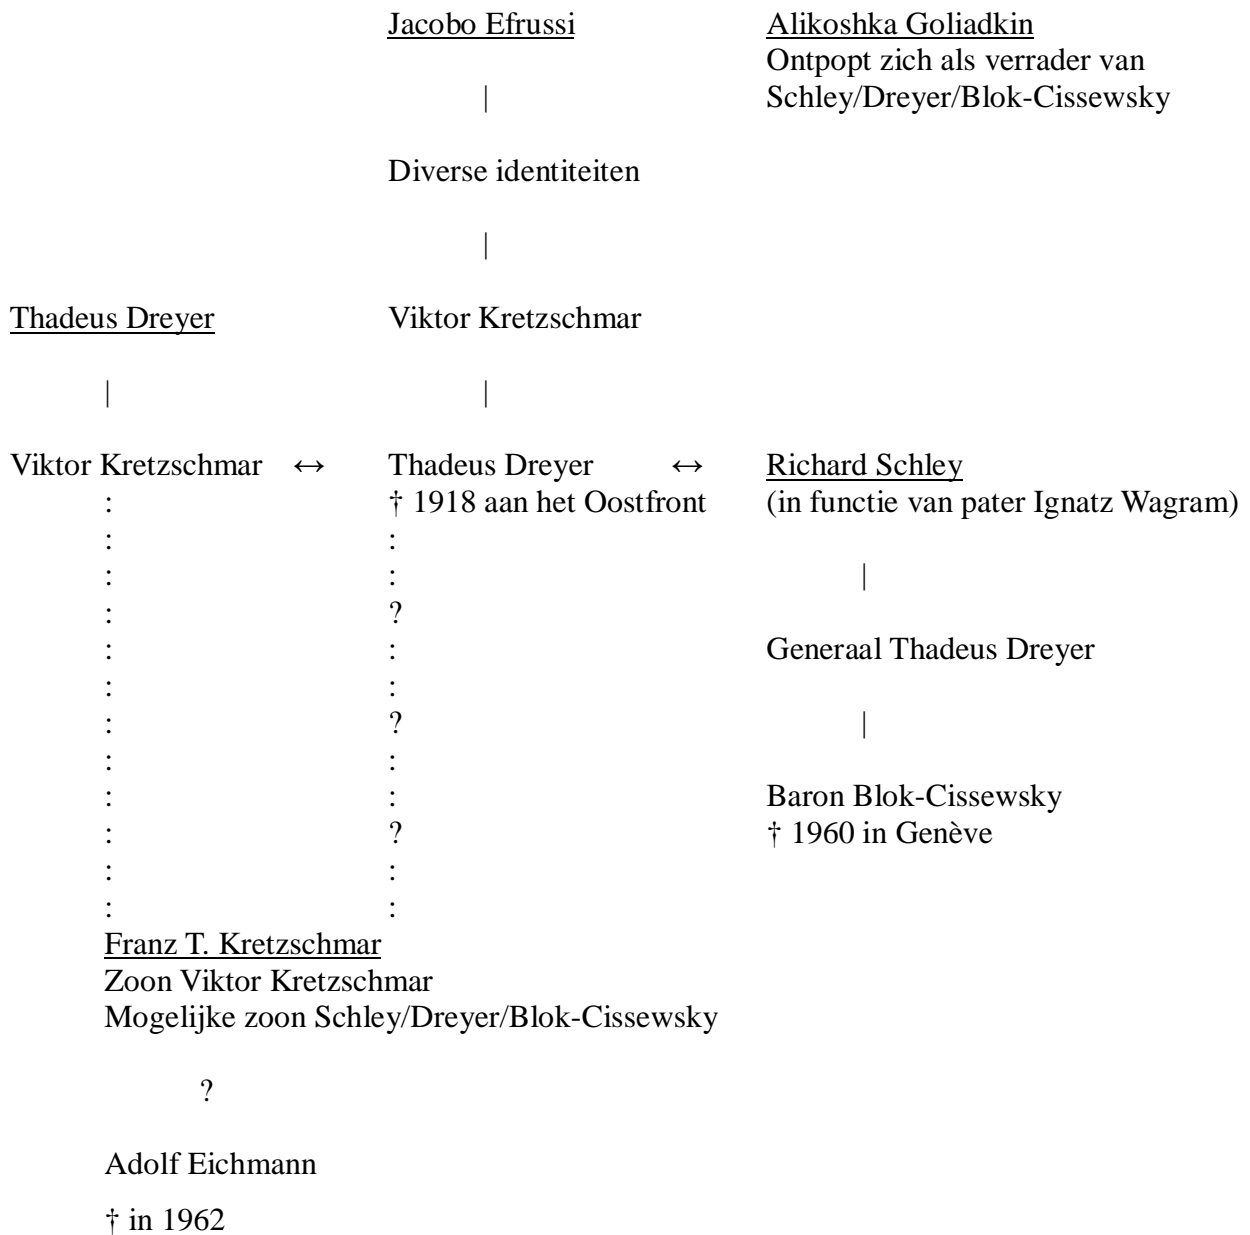 Jacobo Efrussi Alikoshka Goliadkin
Ontpopt zich als verrader van
| Schley/Dreyer/Blok-Cissewsky
Diverse identiteiten
|
Thadeus Dreyer Viktor Kretzschmar
| |
Viktor Kretzschmar ↔ Thadeus Dreyer ↔ Richard Schley
: † 1918 aan het Oostfront (in functie van pater Ignatz Wagram)
: :
: : |
: ?
: : Generaal Thadeus Dreyer
: :
: ? |
: :
: : Baron Blok-Cissewsky
: ? † 1960 in Genève
: :
: :
Franz T. Kretzschmar
Zoon Viktor Kretzschmar
Mogelijke zoon Schley/Dreyer/Blok-Cissewsky
?
Adolf Eichmann
† in 1962